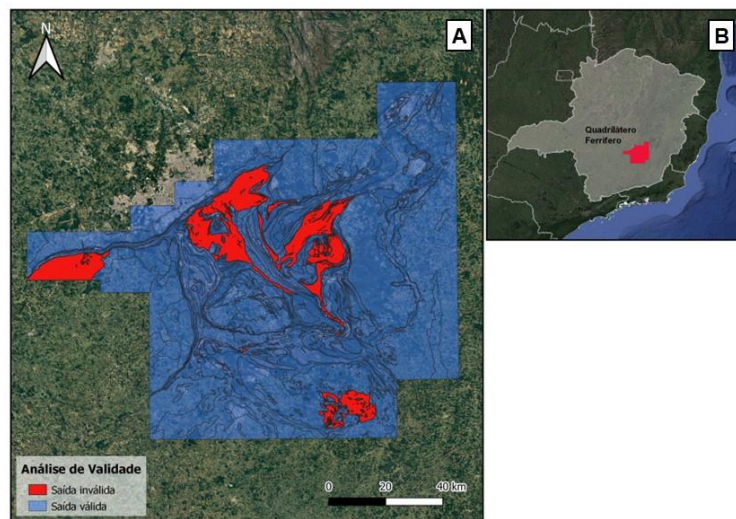 N
A
Análise de Validade
Saída inválida
Saída válida
0 20 40 km
B
Quadrilátero
Ferrífero